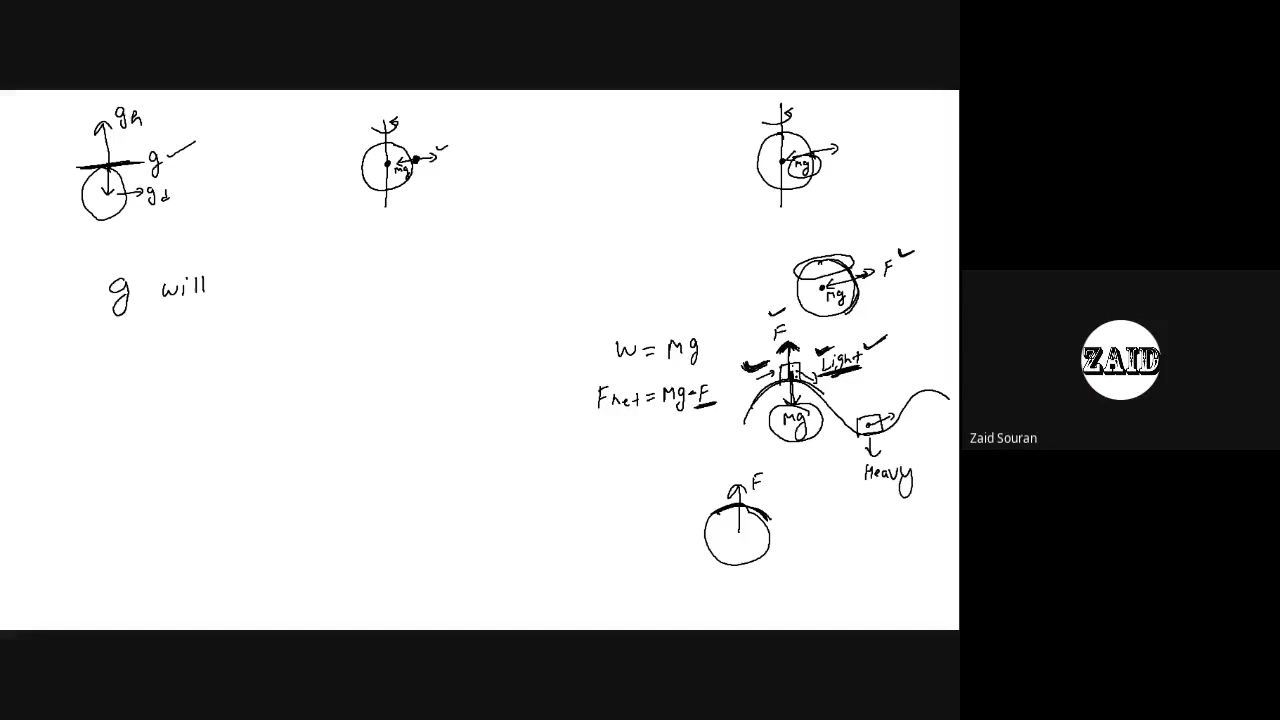 gh
g
gd
mg
mg
F
mg
g will
F
W = Mg
Light
Fnet = Mg-F
Mg
Heavy
F
ZAID
Zaid Souran